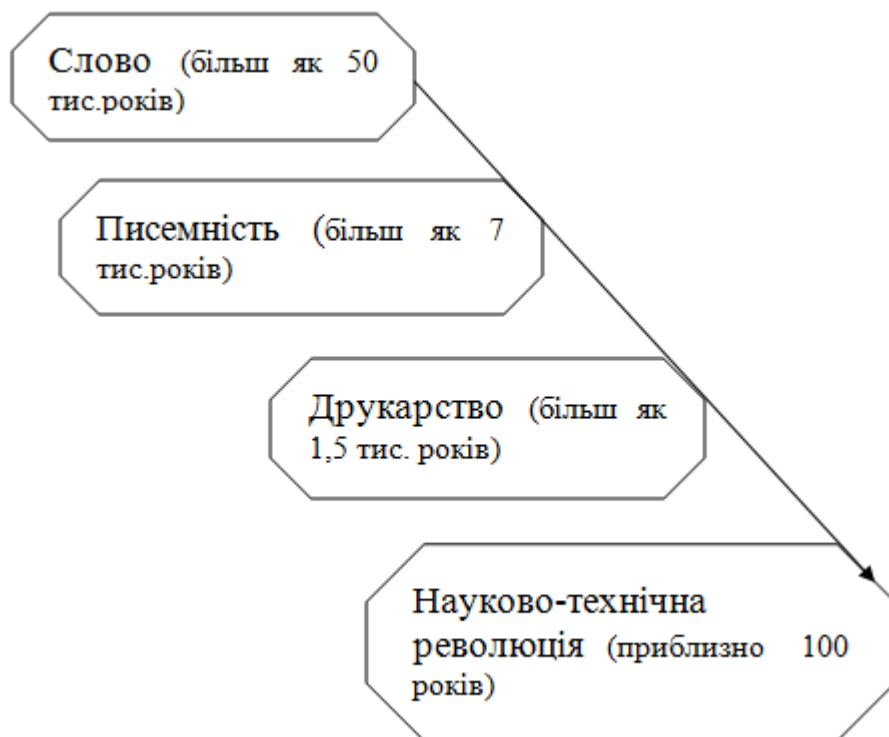 Слово (більш як 50
тис.років)
Писемність (більш як 7
тис.років)
Друкарство (більш як
1,5 тис. років)
Науково-технічна
революція (приблизно 100
років)